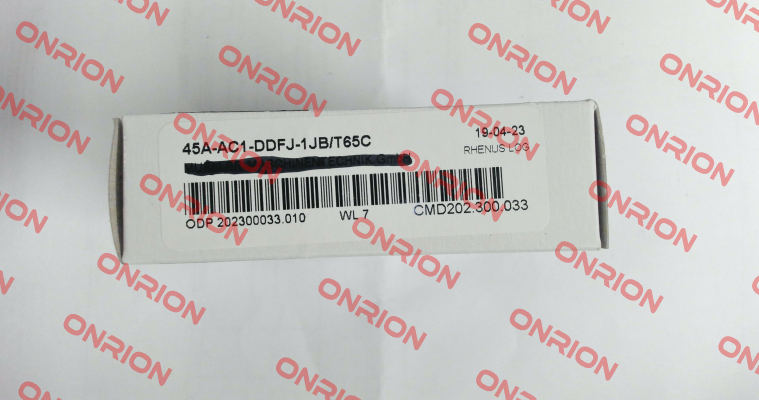 45A-AC1-DDFJ-1JB/T65C
19-04-23
RHENUS LOG
ODP 202300033.010
WL 7
CMD202.300.033
ONRION